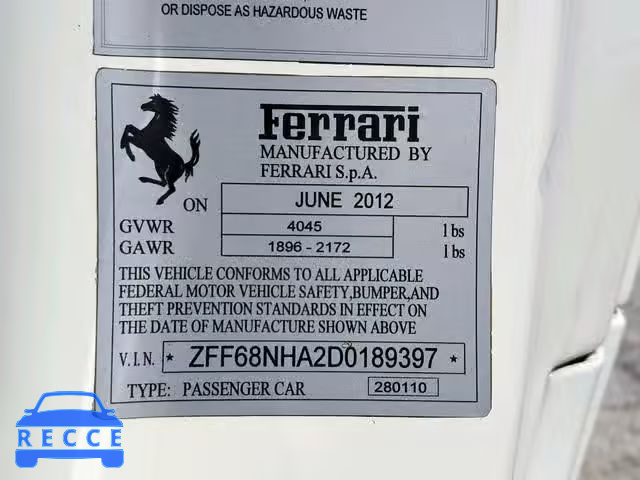 OR DISPOSE AS HAZARDOUS WASTE
Ferrari
MANUFACTURED BY
FERRARI S.p.A.
ON JUNE 2012
GVWR 4045 lbs
GAWR 1896 - 2172 lbs
THIS VEHICLE CONFORMS TO ALL APPLICABLE
FEDERAL MOTOR VEHICLE SAFETY,BUMPER,AND
THEFT PREVENTION STANDARDS IN EFFECT ON
THE DATE OF MANUFACTURE SHOWN ABOVE
V.I.N. * ZFF68NHA2D0189397 *
TYPE: PASSENGER CAR 280110
RECCE